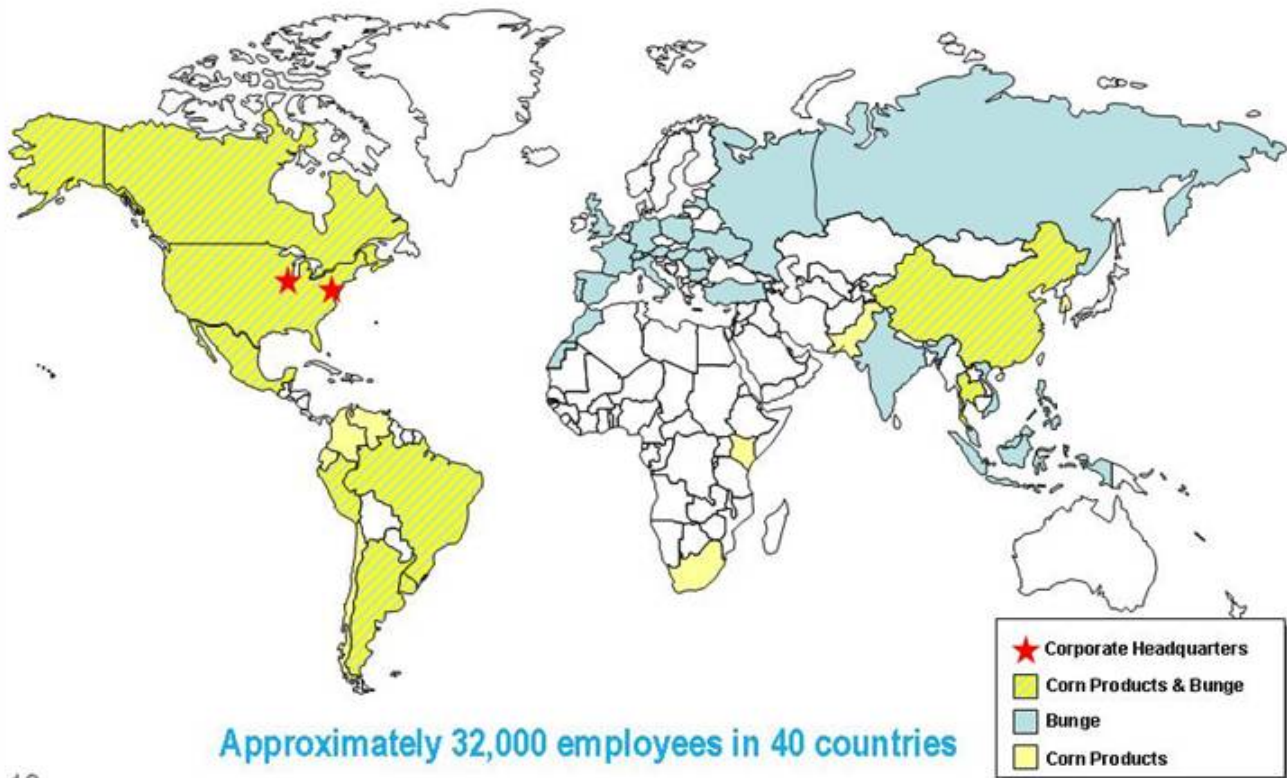 Corporate Headquarters
Corn Products & Bunge
Bunge
Corn Products
Approximately 32,000 employees in 40 countries